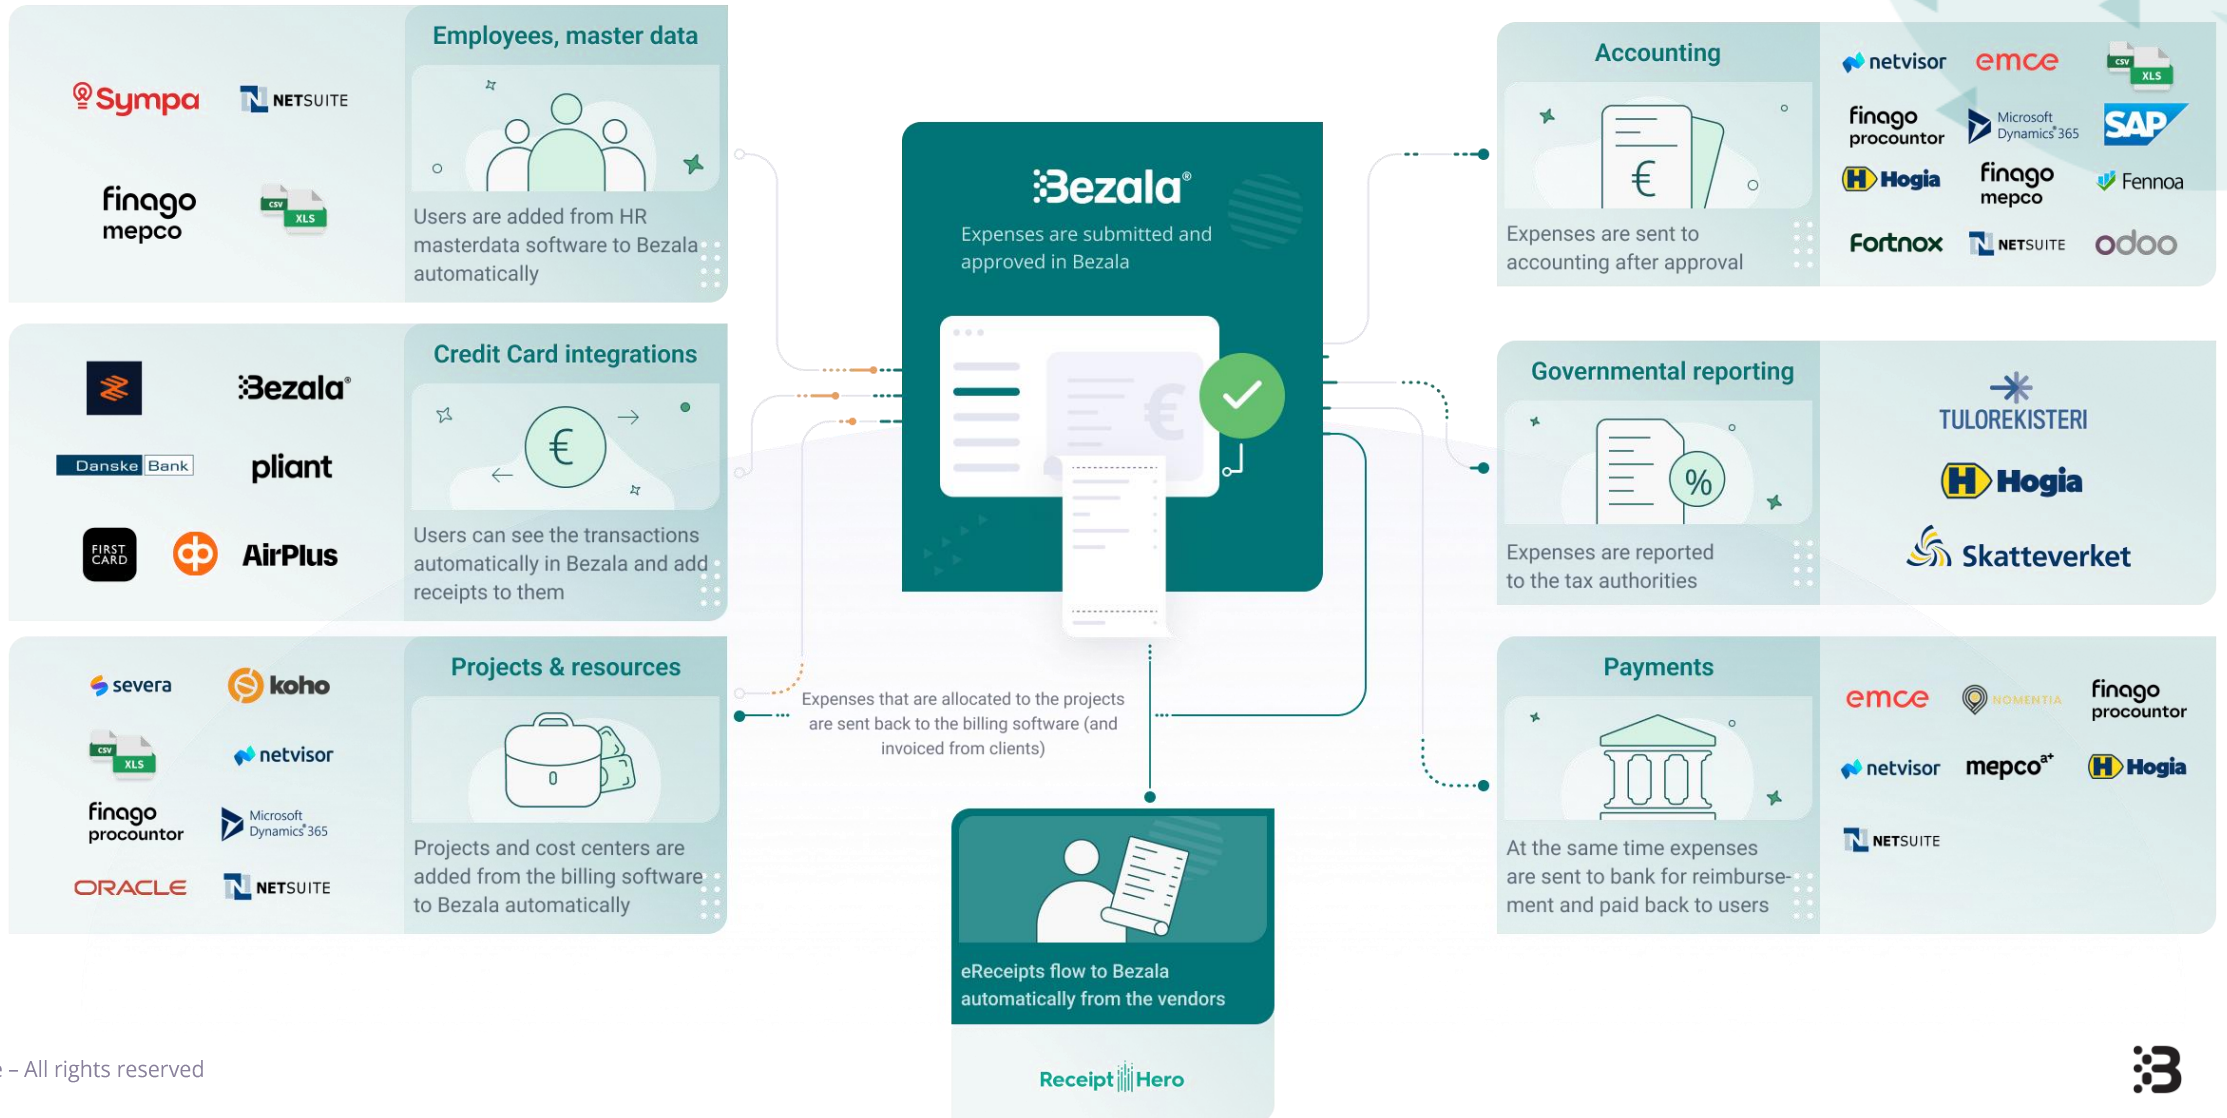 Employees, master data
Sympa
NETSUITE
finago
mepco
CSV
XLS
Users are added from HR
masterdata software to Bezala
automatically
Credit Card integrations
Bezala®
Danske Bank
pliant
FIRST
CARD
op
AirPlus
€
Users can see the transactions
automatically in Bezala and add
receipts to them
Projects & resources
severa
koho
CSV
XLS
netvisor
finago
procountor
Microsoft
Dynamics® 365
ORACLE
NETSUITE
Projects and cost centers are
added from the billing software
to Bezala automatically
Bezala®
Expenses are submitted and
approved in Bezala
€
Expenses that are allocated to the projects
are sent back to the billing software (and
invoiced from clients)
eReceipts flow to Bezala
automatically from the vendors
Receipt Hero
Accounting
€
Expenses are sent to
accounting after approval
netvisor
emce
CSV
XLS
finago
procountor
Microsoft
Dynamics® 365
SAP
H Hogia
finago
mepco
Fennoa
Fortnox
NETSUITE
odoo
Governmental reporting
%
Expenses are reported
to the tax authorities
TULOREKISTERI
H Hogia
Skatteverket
Payments
At the same time expenses
are sent to bank for reimburse-
ment and paid back to users
emce
NOMENTIA
finago
procountor
netvisor
mepco a+
H Hogia
NETSUITE
e – All rights reserved
B